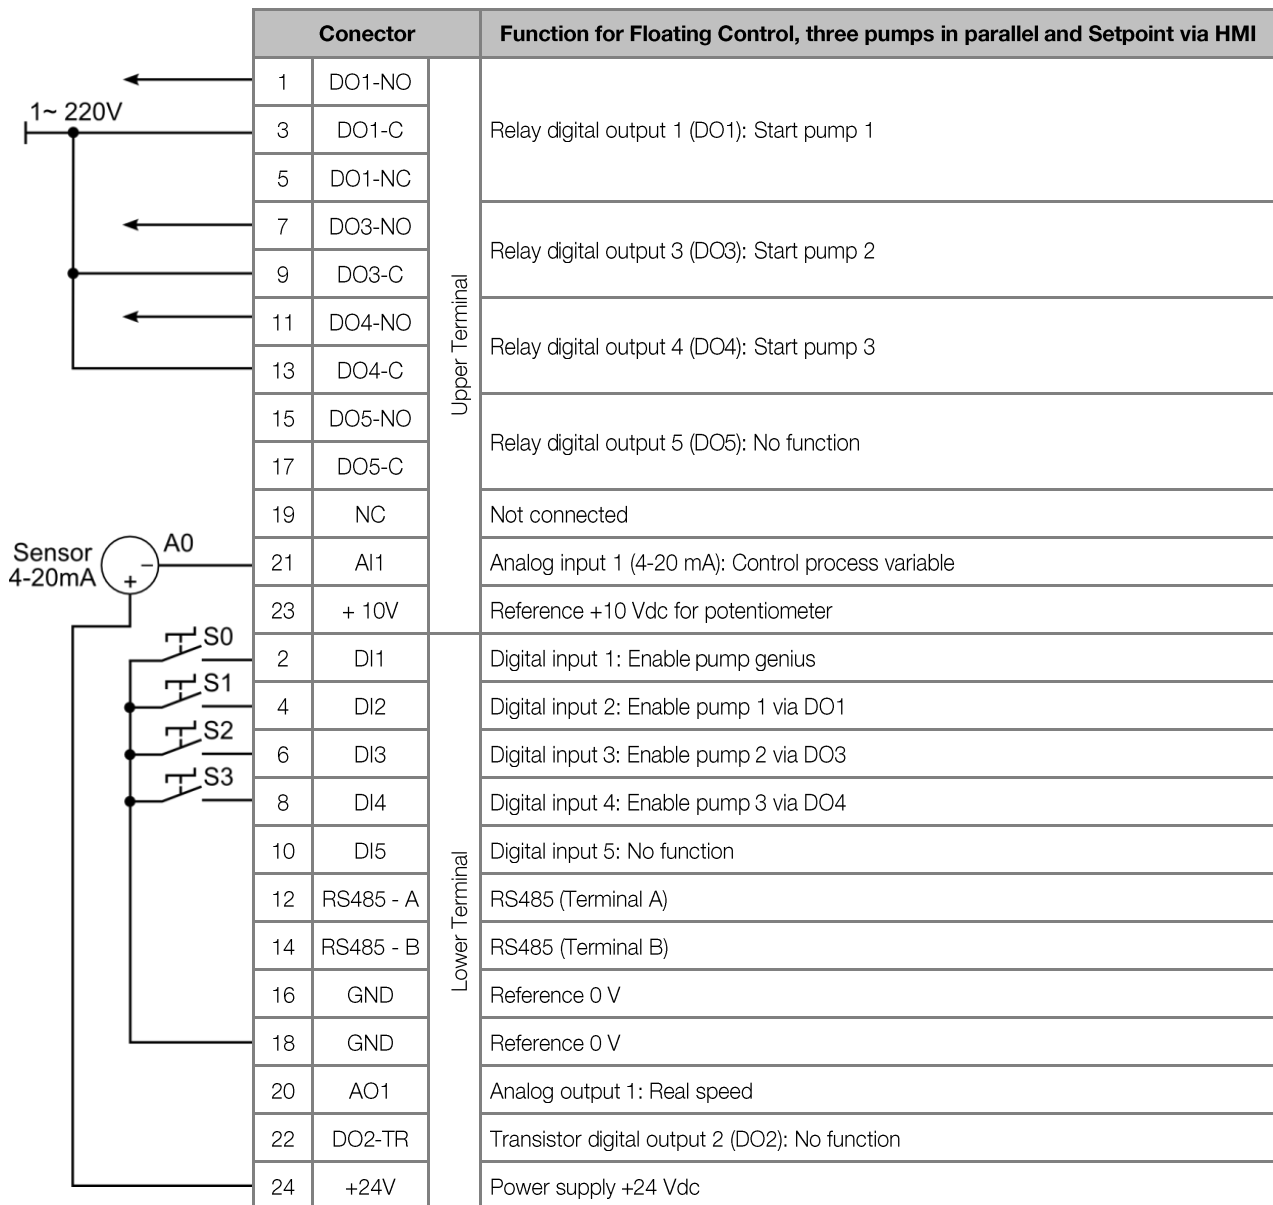 Conector Function for Floating Control, three pumps in parallel and Setpoint via HMI
1 DO1-NO
1~ 220V
3 DO1-C Relay digital output 1 (DO1): Start pump 1
5 DO1-NC
7 DO3-NO
Relay digital output 3 (DO3): Start pump 2
9 DO3-C
11 DO4-NO
Relay digital output 4 (DO4): Start pump 3
13 DO4-C
Upper Terminal
15 DO5-NO
Relay digital output 5 (DO5): No function
17 DO5-C
19 NC Not connected
Sensor
4-20mA
A0
−
+
21 AI1 Analog input 1 (4-20 mA): Control process variable
23 + 10V Reference +10 Vdc for potentiometer
S0
2 DI1 Digital input 1: Enable pump genius
S1
4 DI2 Digital input 2: Enable pump 1 via DO1
S2
6 DI3 Digital input 3: Enable pump 2 via DO3
S3
8 DI4 Digital input 4: Enable pump 3 via DO4
10 DI5 Digital input 5: No function
12 RS485 - A RS485 (Terminal A)
Lower Terminal
14 RS485 - B RS485 (Terminal B)
16 GND Reference 0 V
18 GND Reference 0 V
20 AO1 Analog output 1: Real speed
22 DO2-TR Transistor digital output 2 (DO2): No function
24 +24V Power supply +24 Vdc